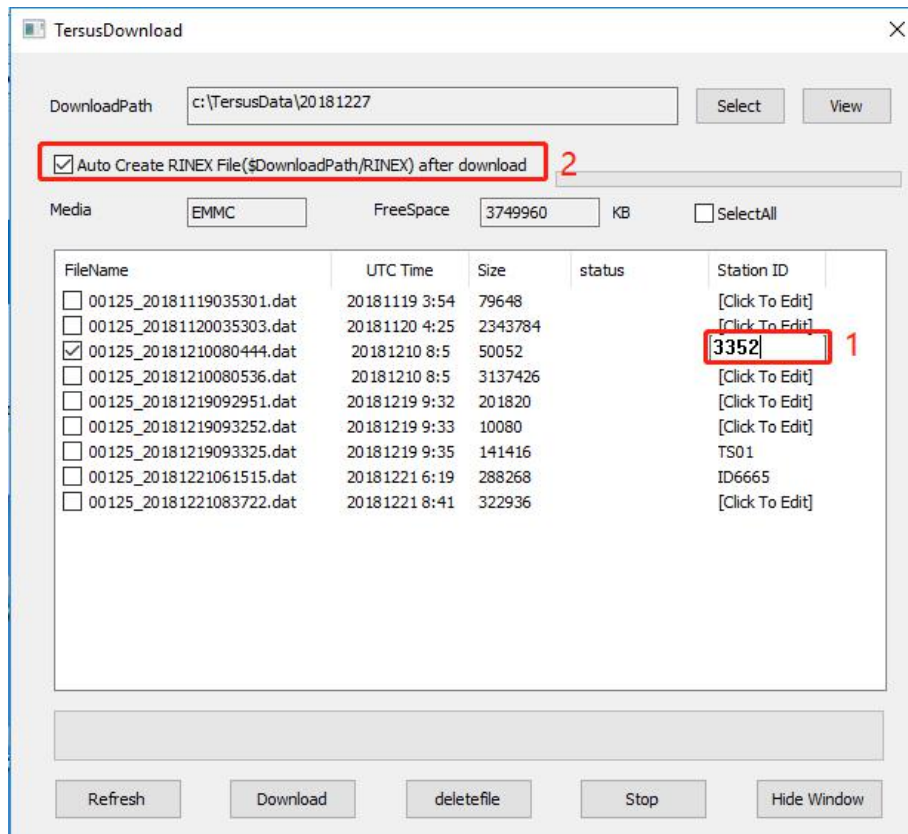 TersusDownload
DownloadPath c:\TersusData\20181227 Select View
Auto Create RINEX File($DownloadPath/RINEX) after download 2
Media EMMC FreeSpace 3749960 KB SelectAll
FileName UTC Time Size status Station ID
00125_20181119035301.dat 20181119 3:54 79648 [Click To Edit]
00125_20181120035303.dat 20181120 4:25 2343784 [Click To Edit]
00125_20181210080444.dat 20181210 8:5 50052 3352 1
00125_20181210080536.dat 20181210 8:5 3137426 [Click To Edit]
00125_20181219092951.dat 20181219 9:32 201820 [Click To Edit]
00125_20181219093252.dat 20181219 9:33 10080 [Click To Edit]
00125_20181219093325.dat 20181219 9:35 141416 TS01
00125_20181221061515.dat 20181221 6:19 288268 ID6665
00125_20181221083722.dat 20181221 8:41 322936 [Click To Edit]
Refresh Download deletefile Stop Hide Window